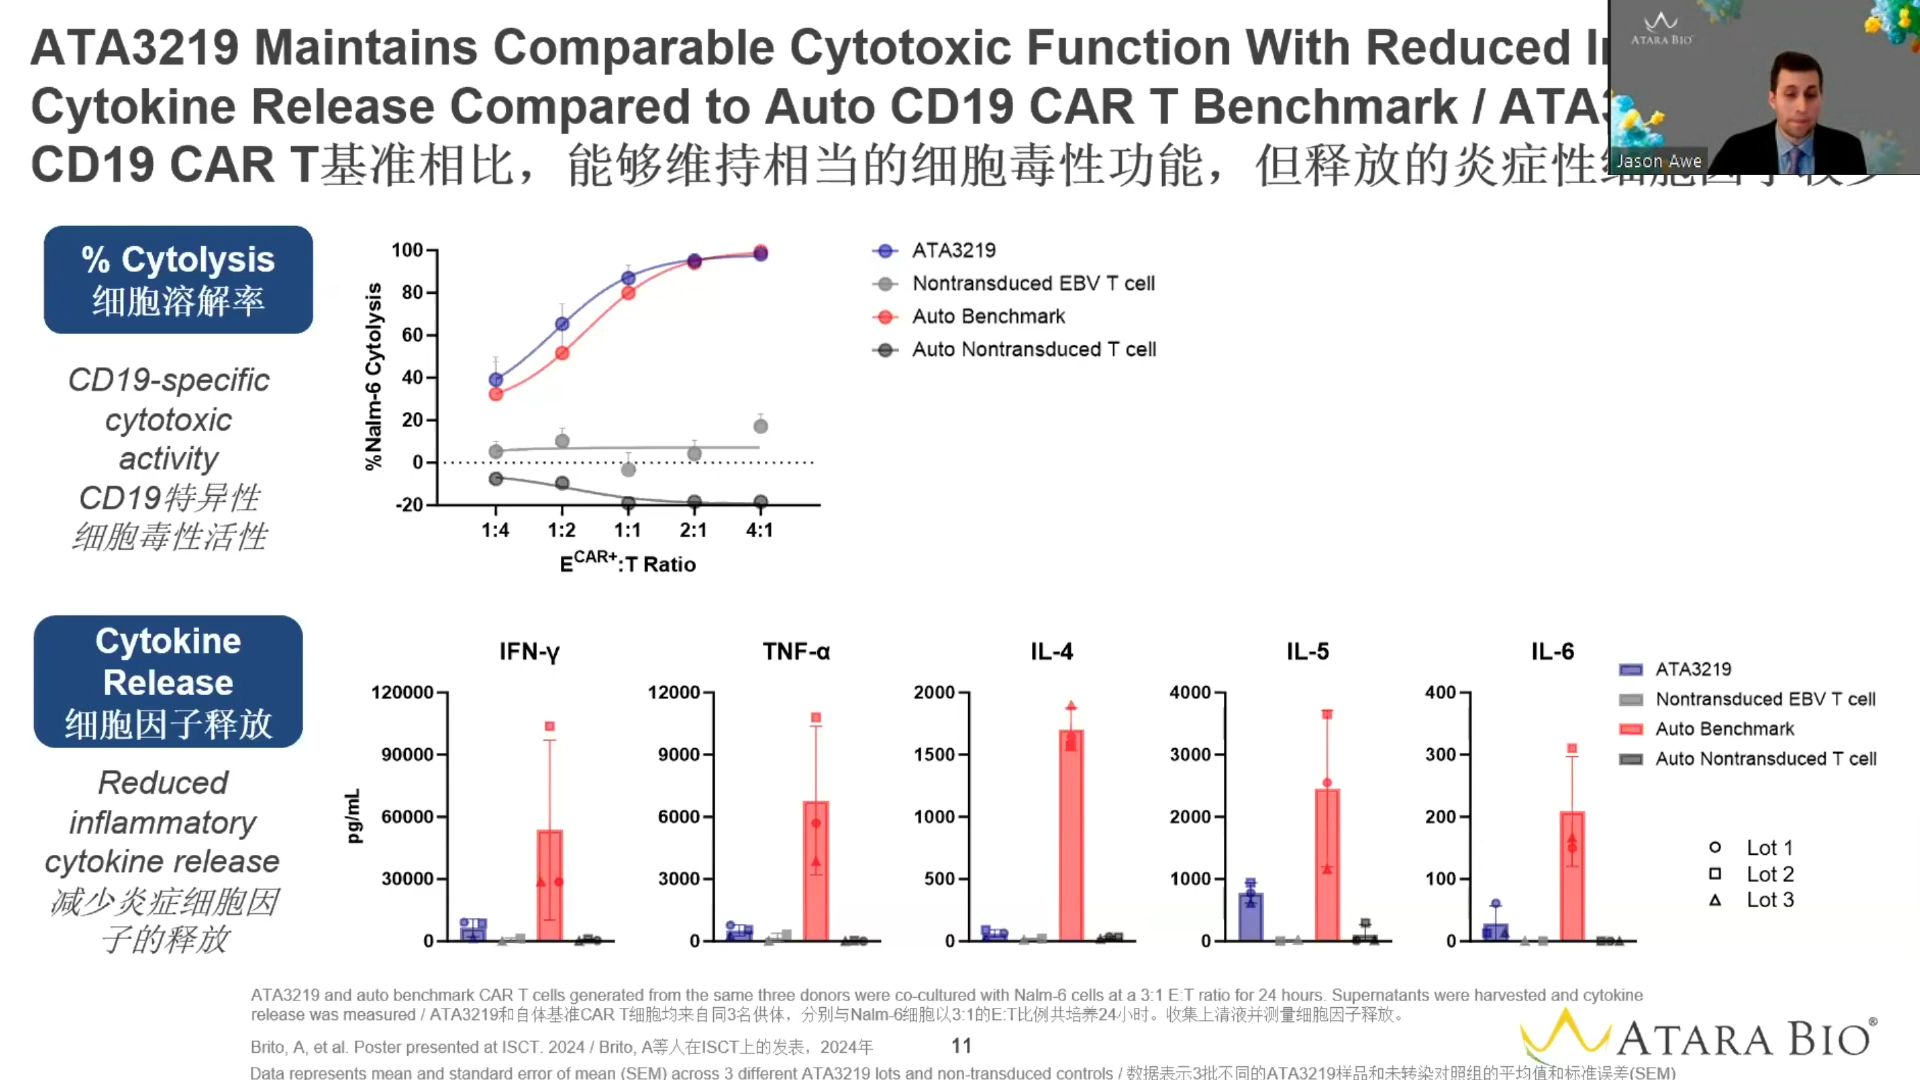 ATA3219 Maintains Comparable Cytotoxic Function With Reduced
Cytokine Release Compared to Auto CD19 CAR T Benchmark /
CD19 CAR T基准相比，能够维持相当的细胞毒性功能，但释放的炎症性
ATARA BIO
Jason Awe
% Cytolysis
细胞溶解率
CD19-specific
cytotoxic
activity
CD19特异性
细胞毒性活性
%Nalm-6 Cytolysis
100
80
60
40
20
0
-20
1:4 1:2 1:1 2:1 4:1
ECAR+:T Ratio
ATA3219
Nontransduced EBV T cell
Auto Benchmark
Auto Nontransduced T cell
Cytokine
Release
细胞因子释放
Reduced
inflammatory
cytokine release
减少炎症细胞因
子的释放
pg/mL
IFN-γ
120000
90000
60000
30000
0
TNF-α
12000
9000
6000
3000
0
IL-4
2000
1500
1000
500
0
IL-5
4000
3000
2000
1000
0
IL-6
400
300
200
100
0
ATA3219
Nontransduced EBV T cell
Auto Benchmark
Auto Nontransduced T cell
Lot 1
Lot 2
Lot 3
ATA3219 and auto benchmark CAR T cells generated from the same three donors were co-cultured with Nalm-6 cells at a 3:1 E:T ratio for 24 hours. Supernatants were harvested and cytokine
release was measured / ATA3219和自体基准CAR T细胞均来自同3名供体，分别与Nalm-6细胞以3:1的E:T比例共培养24小时。收集上清液并测量细胞因子释放。
Brito, A, et al. Poster presented at ISCT. 2024 / Brito, A等人在ISCT上的发表，2024年
11
Data represents mean and standard error of mean (SEM) across 3 different ATA3219 lots and non-transduced controls / 数据表示3批不同的ATA3219样品和未转染对照组的平均值和标准误差(SEM)
ATARA BIO®